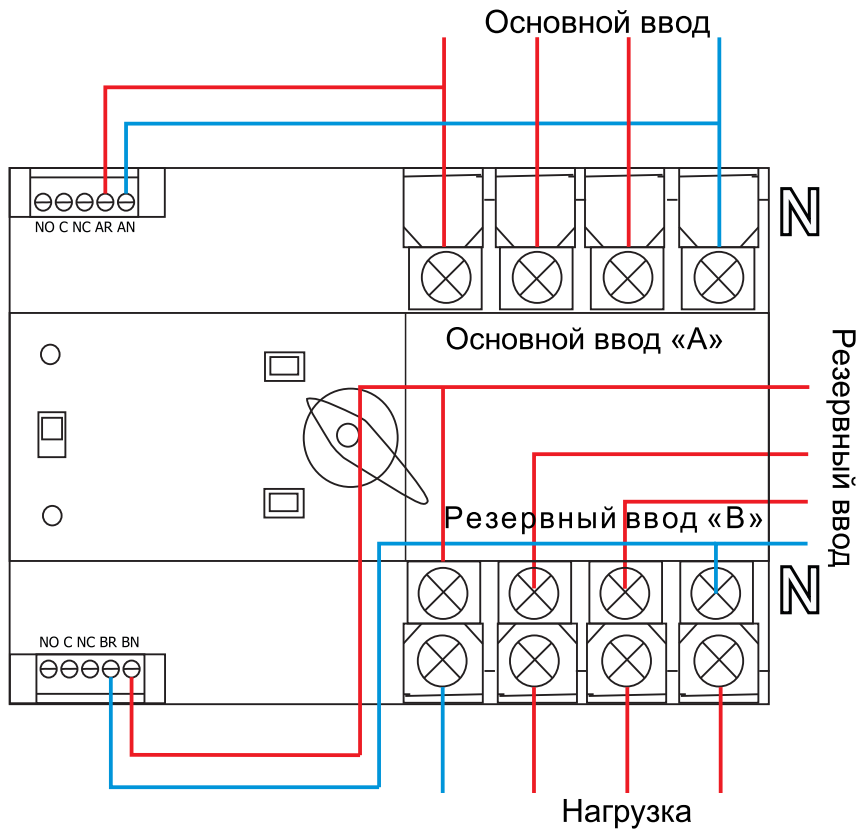 Основной ввод
NO C NC AR AN
N
Основной ввод «А»
Резервный ввод
Резервный ввод «В»
N
NO C NC BR BN
Нагрузка